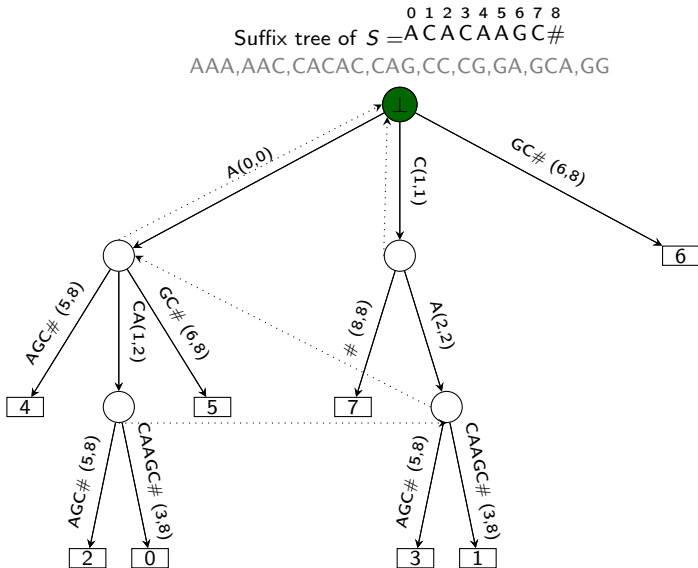 0 1 2 3 4 5 6 7 8
Suffix tree of S = ACACAAGC#
AAA,AAC,CACAC,CAG,CC,CG,GA,GCA,GG
⊥
A(0,0)
C(1,1)
GC# (6,8)
6
AGC# (5,8)
CA(1,2)
GC# (6,8)
# (8,8)
A(2,2)
4
5
7
AGC# (5,8)
CAAGC# (3,8)
AGC# (5,8)
CAAGC# (3,8)
2
0
3
1